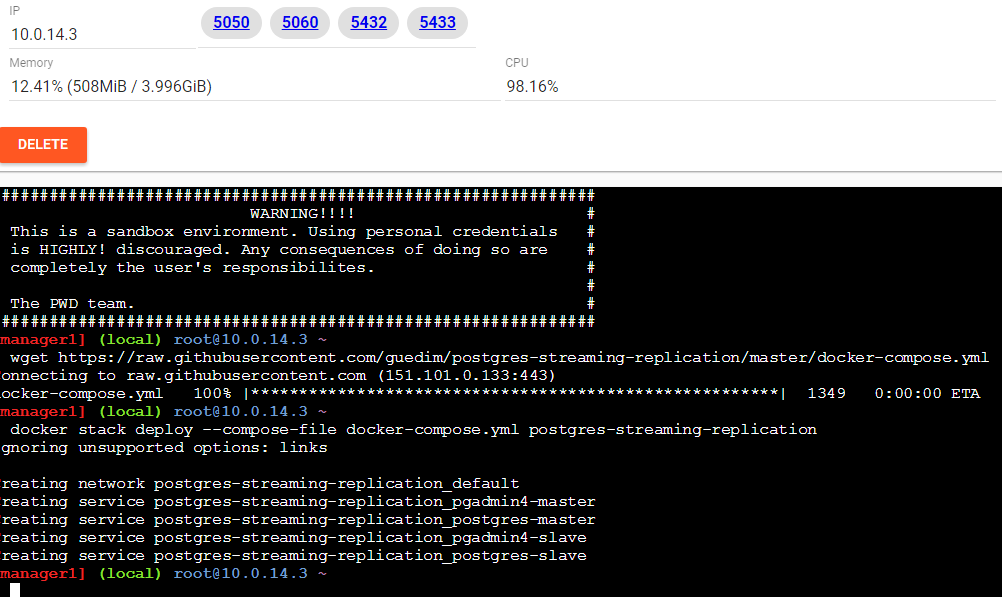 IP
10.0.14.3
5050 5060 5432 5433
Memory
12.41% (508MiB / 3.996GiB)
CPU
98.16%
DELETE
##############################################################
WARNING!!!! #
This is a sandbox environment. Using personal credentials #
is HIGHLY! discouraged. Any consequences of doing so are #
completely the user's responsibilites. #
#
The PWD team. #
##############################################################
manager1] (local) root@10.0.14.3 ~
wget https://raw.githubusercontent.com/guedim/postgres-streaming-replication/master/docker-compose.yml
onnecting to raw.githubusercontent.com (151.101.0.133:443)
ocker-compose.yml 100% |*******************************************************| 1349 0:00:00 ETA
manager1] (local) root@10.0.14.3 ~
docker stack deploy --compose-file docker-compose.yml postgres-streaming-replication
gnoring unsupported options: links
reating network postgres-streaming-replication_default
reating service postgres-streaming-replication_pgadmin4-master
reating service postgres-streaming-replication_postgres-master
reating service postgres-streaming-replication_pgadmin4-slave
reating service postgres-streaming-replication_postgres-slave
manager1] (local) root@10.0.14.3 ~